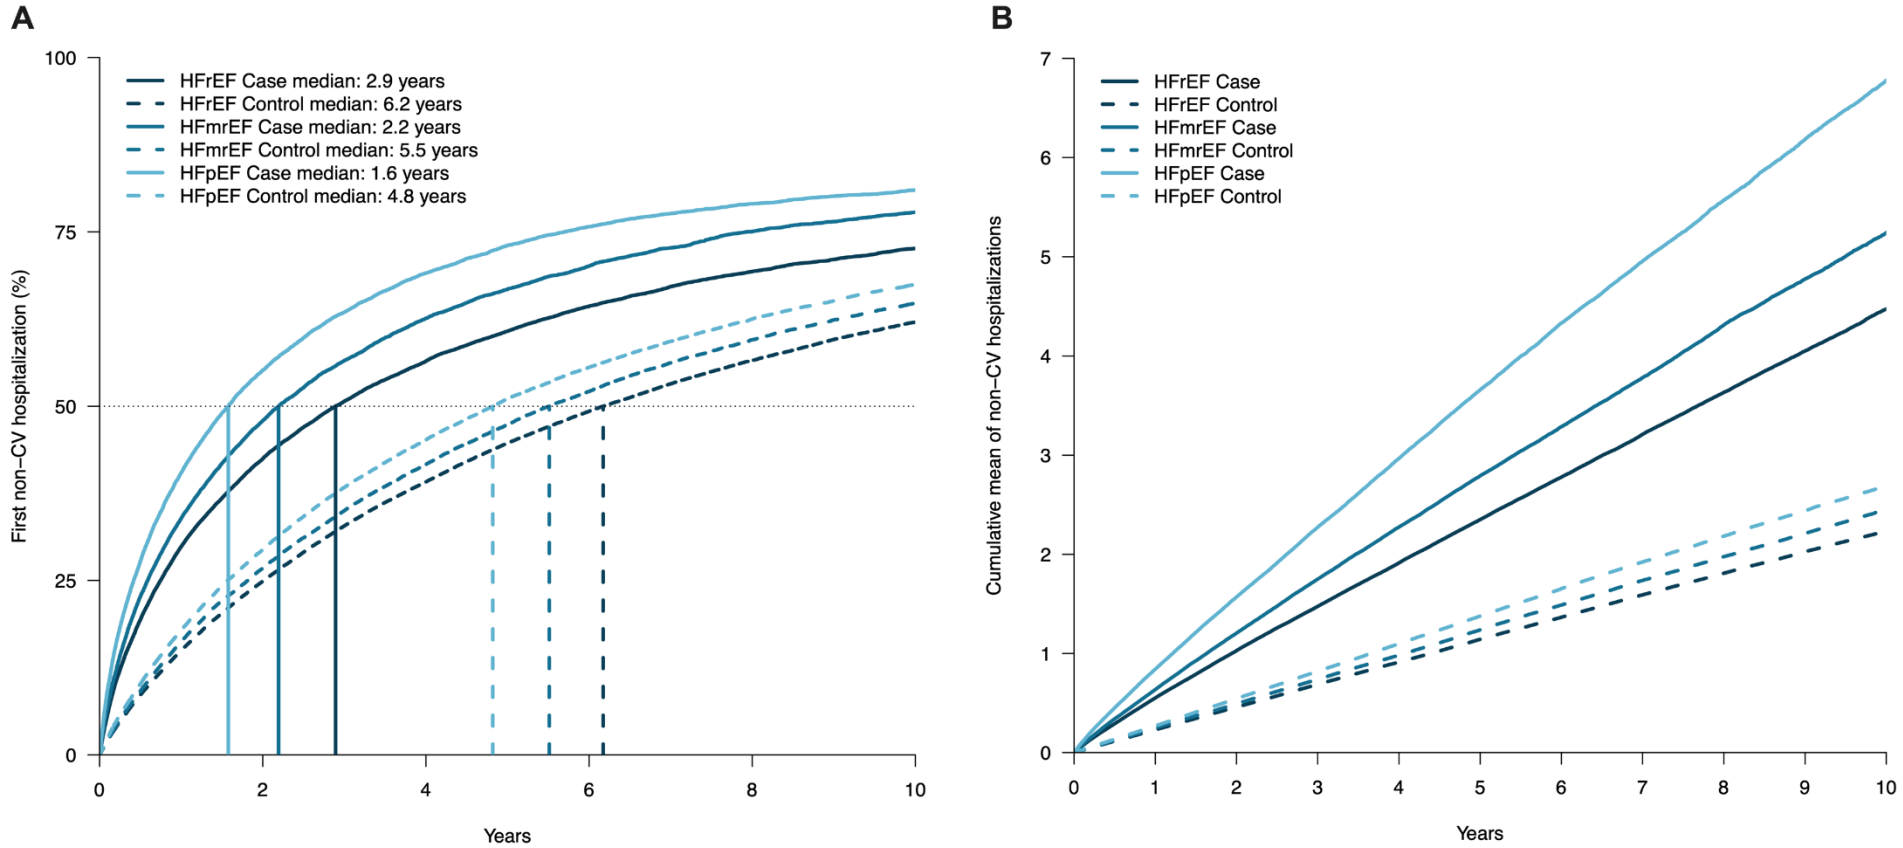 A
First non−CV hospitalization (%)
100
75
50
25
0
HFrEF Case median: 2.9 years
HFrEF Control median: 6.2 years
HFmrEF Case median: 2.2 years
HFmrEF Control median: 5.5 years
HFpEF Case median: 1.6 years
HFpEF Control median: 4.8 years
0 2 4 6 8 10
Years
B
Cumulative mean of non−CV hospitalizations
7
6
5
4
3
2
1
0
HFrEF Case
HFrEF Control
HFmrEF Case
HFmrEF Control
HFpEF Case
HFpEF Control
0 1 2 3 4 5 6 7 8 9 10
Years